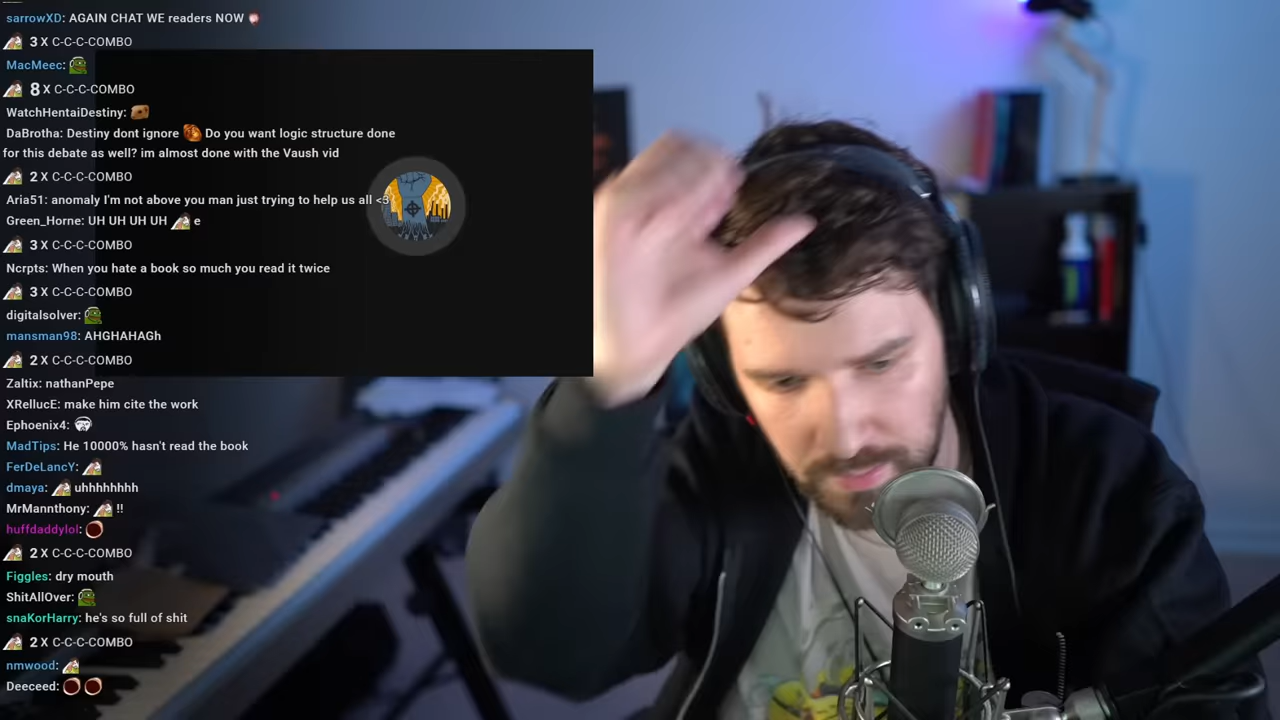 sarrowXD: AGAIN CHAT WE readers NOW
3 X C-C-C-COMBO
MacMeec:
8 X C-C-C-COMBO
WatchHentaiDestiny:
DaBrotha: Destiny dont ignore Do you want logic structure done
for this debate as well? im almost done with the Vaush vid
2 X C-C-C-COMBO
Aria51: anomaly I'm not above you man just trying to help us all <3
Green_Horne: UH UH UH UH e
3 X C-C-C-COMBO
Ncrpts: When you hate a book so much you read it twice
3 X C-C-C-COMBO
digitalsolver:
mansman98: AHGHAHAGh
2 X C-C-C-COMBO
Zaltix: nathanPepe
XRellucE: make him cite the work
Ephoenix4:
MadTips: He 10000% hasn't read the book
FerDeLancY:
dmaya: uhhhhhhhh
MrMannthony: !!
huffdaddylol:
2 X C-C-C-COMBO
Figgles: dry mouth
ShitAllOver:
snaKorHarry: he's so full of shit
2 X C-C-C-COMBO
nmwood:
Deeceed: